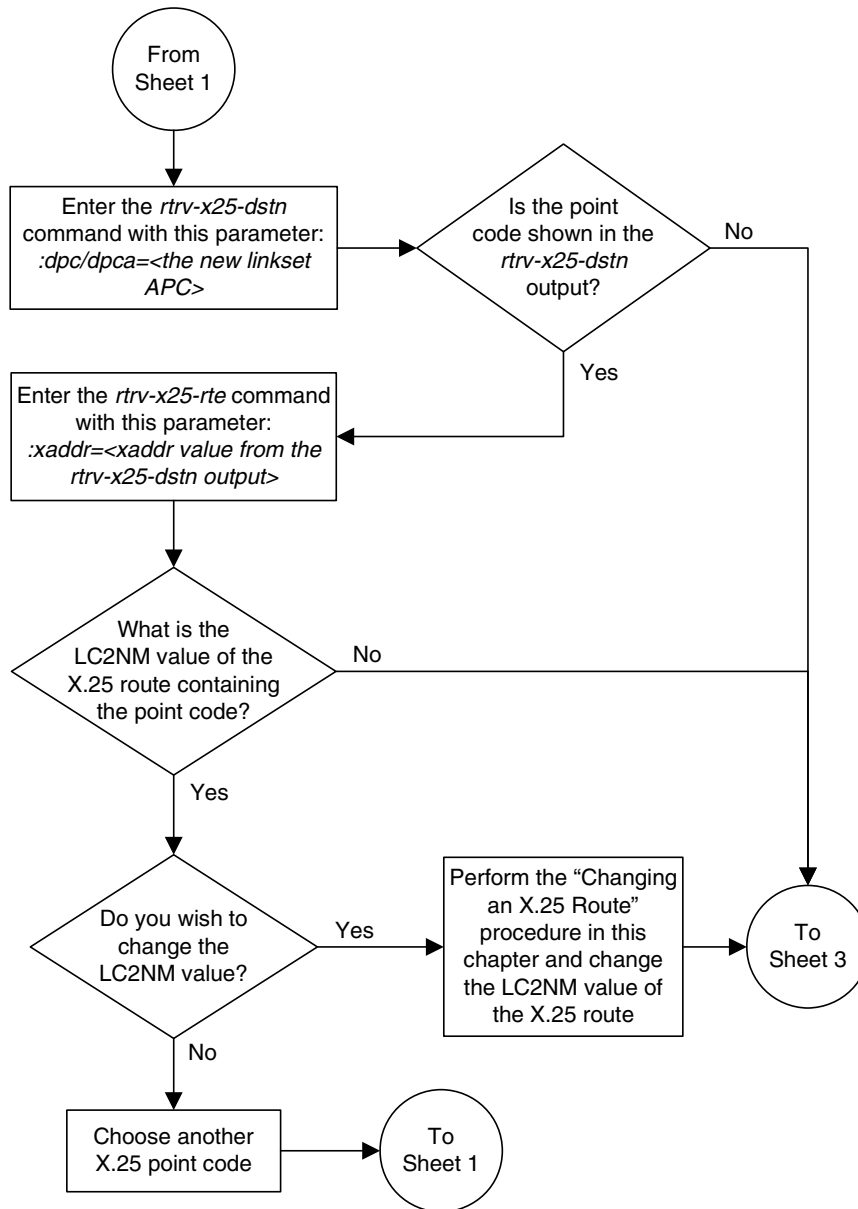 From
Sheet 1
Enter the rtrv-x25-dstn
command with this parameter:
:dpc/dpca=<the new linkset
APC>
Is the point
code shown in the
rtrv-x25-dstn
output?
No
Yes
Enter the rtrv-x25-rte command
with this parameter:
:xaddr=<xaddr value from the
rtrv-x25-dstn output>
What is the
LC2NM value of the
X.25 route containing
the point code?
No
Yes
Do you wish to
change the
LC2NM value?
Yes
Perform the “Changing
an X.25 Route”
procedure in this
chapter and change
the LC2NM value of
the X.25 route
To
Sheet 3
No
Choose another
X.25 point code
To
Sheet 1